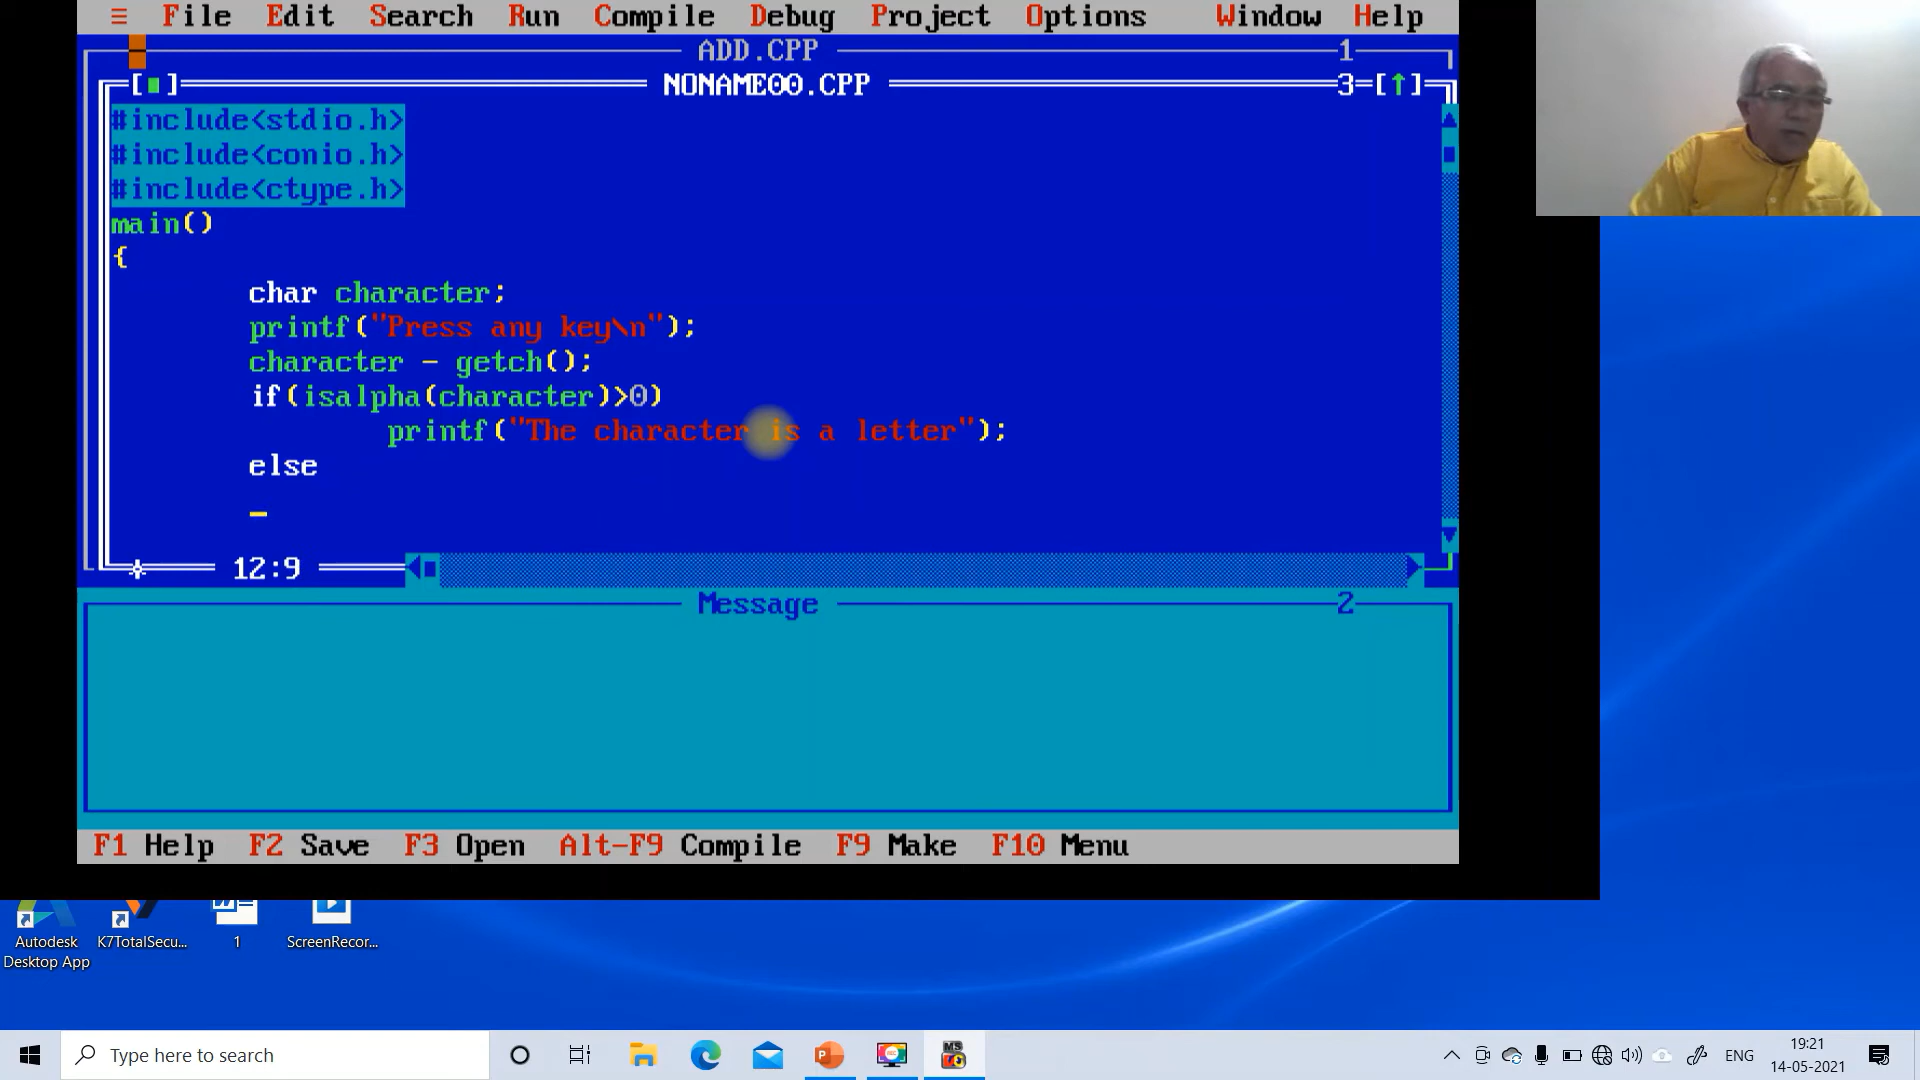 ≡ File Edit Search Run Compile Debug Project Options Window Help
ADD.CPP 1
[■] NONAME00.CPP 3=[↑]
#include<stdio.h>
#include<conio.h>
#include<ctype.h>
main()
{
char character;
printf("Press any key\n");
character - getch();
if(isalpha(character)>0)
printf("The character is a letter");
else
12:9
Message 2
F1 Help F2 Save F3 Open Alt-F9 Compile F9 Make F10 Menu
Autodesk Desktop App
K7TotalSecu...
1
ScreenRecor...
Type here to search
ENG
19:21
14-05-2021